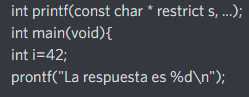 int printf(const char * restrict s, ...);
int main(void){
int i=42;
prontf("La respuesta es %d\n");